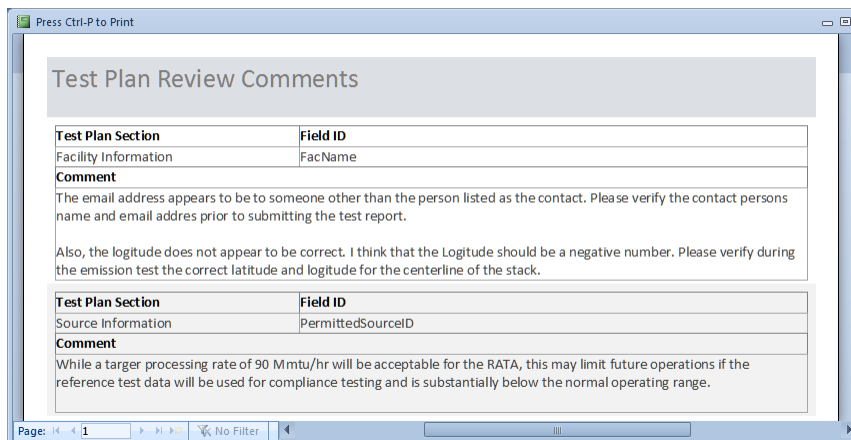 Press Ctrl-P to Print
Test Plan Review Comments
Test Plan Section Field ID
Facility Information FacName
Comment
The email address appears to be to someone other than the person listed as the contact. Please verify the contact persons
name and email addres prior to submitting the test report.
Also, the logitude does not appear to be correct. I think that the Logitude should be a negative number. Please verify during
the emission test the correct latitude and logitude for the centerline of the stack.
Test Plan Section Field ID
Source Information PermittedSourceID
Comment
While a targer processing rate of 90 Mmtu/hr will be acceptable for the RATA, this may limit future operations if the
reference test data will be used for compliance testing and is substantially below the normal operating range.
Page: 1 No Filter